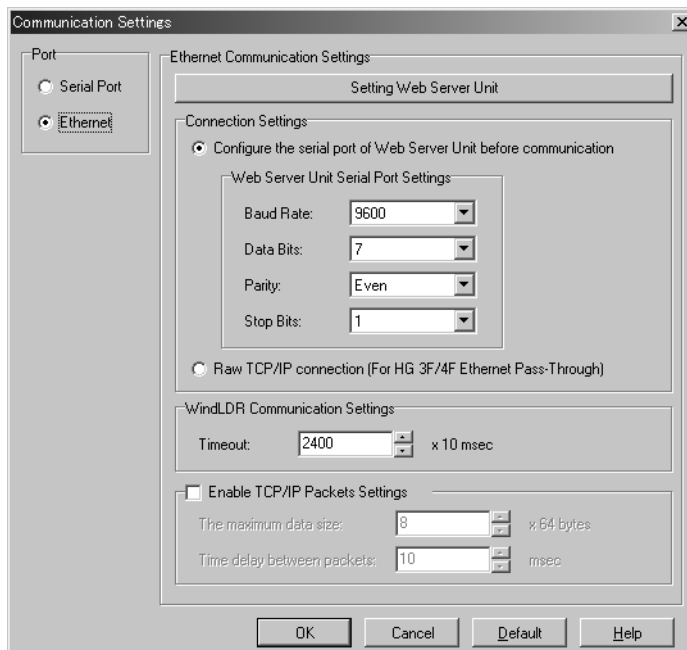 Communication Settings
Port
Serial Port
Ethernet
Ethernet Communication Settings
Setting Web Server Unit
Connection Settings
Configure the serial port of Web Server Unit before communication
Web Server Unit Serial Port Settings
Baud Rate: 9600
Data Bits: 7
Parity: Even
Stop Bits: 1
Raw TCP/IP connection (For HG 3F/4F Ethernet Pass-Through)
WindLDR Communication Settings
Timeout: 2400 x 10 msec
Enable TCP/IP Packets Settings
The maximum data size: 8 x 64 bytes
Time delay between packets: 10 msec
OK Cancel Default Help